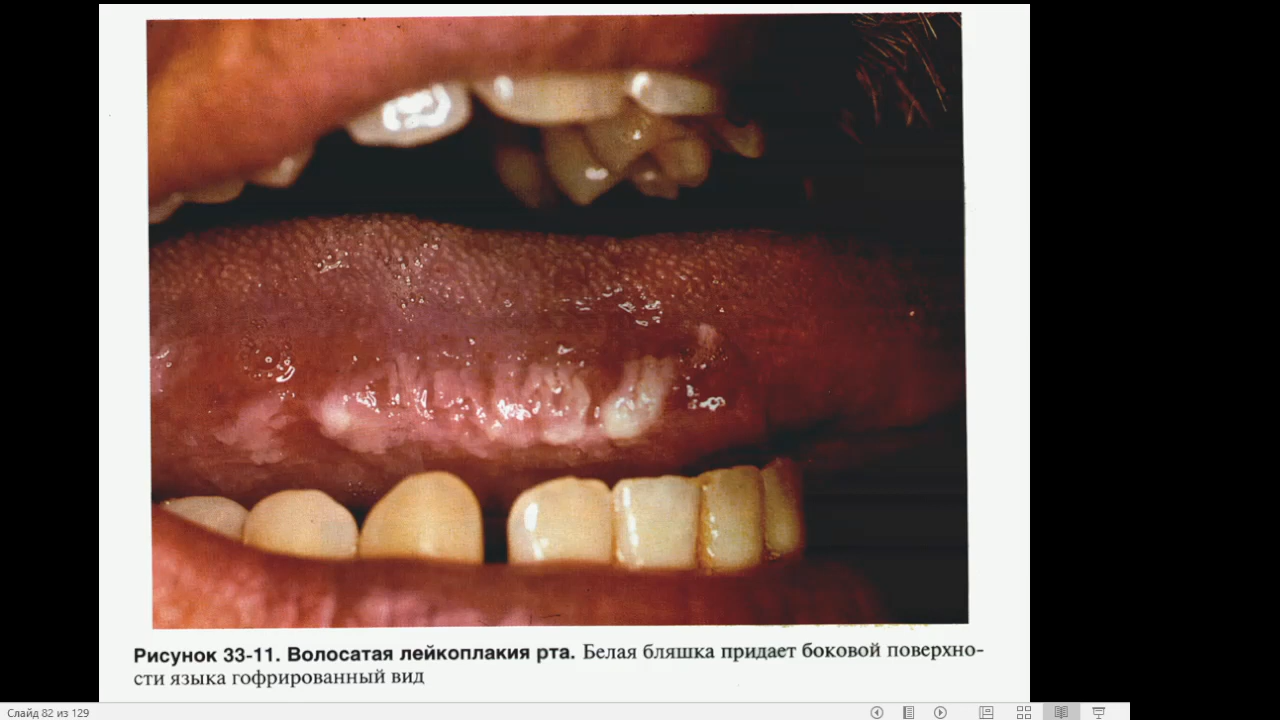 Рисунок 33-11. Волосатая лейкоплакия рта. Белая бляшка придает боковой поверхно-
сти языка гофрированный вид
Слайд 82 из 129